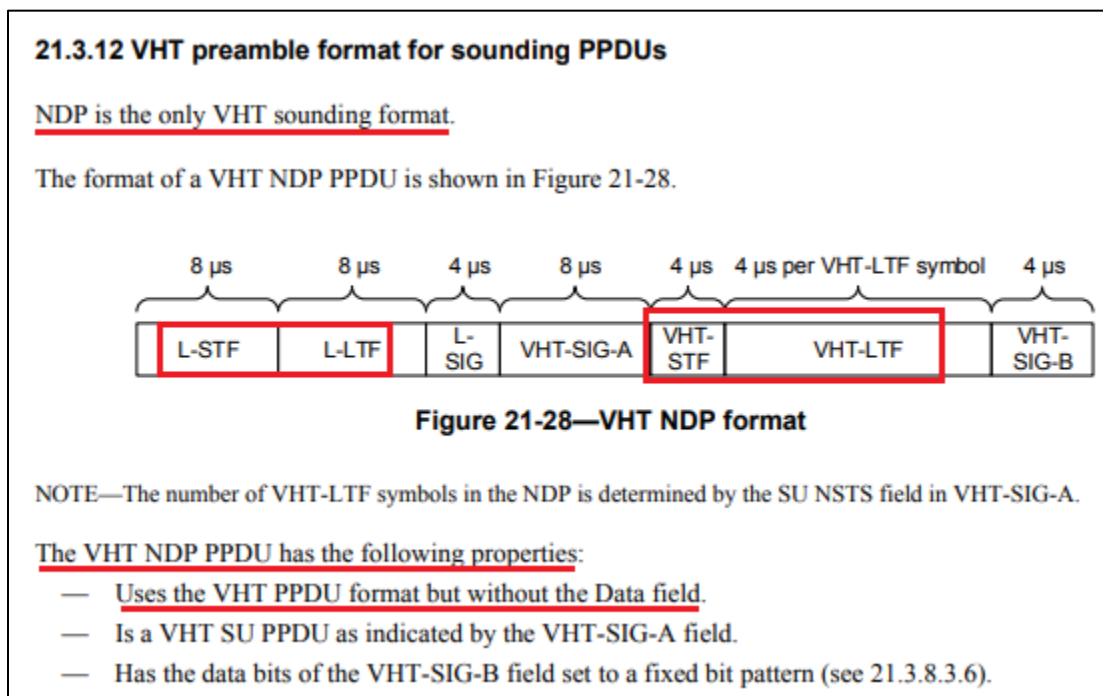 21.3.12 VHT preamble format for sounding PPDUs
NDP is the only VHT sounding format.
The format of a VHT NDP PPDU is shown in Figure 21-28.
8 µs 8 µs 4 µs 8 µs 4 µs 4 µs per VHT-LTF symbol 4 µs
L-STF L-LTF L-SIG VHT-SIG-A VHT-STF VHT-LTF VHT-SIG-B
Figure 21-28—VHT NDP format
NOTE—The number of VHT-LTF symbols in the NDP is determined by the SU NSTS field in VHT-SIG-A.
The VHT NDP PPDU has the following properties:
— Uses the VHT PPDU format but without the Data field.
— Is a VHT SU PPDU as indicated by the VHT-SIG-A field.
— Has the data bits of the VHT-SIG-B field set to a fixed bit pattern (see 21.3.8.3.6).